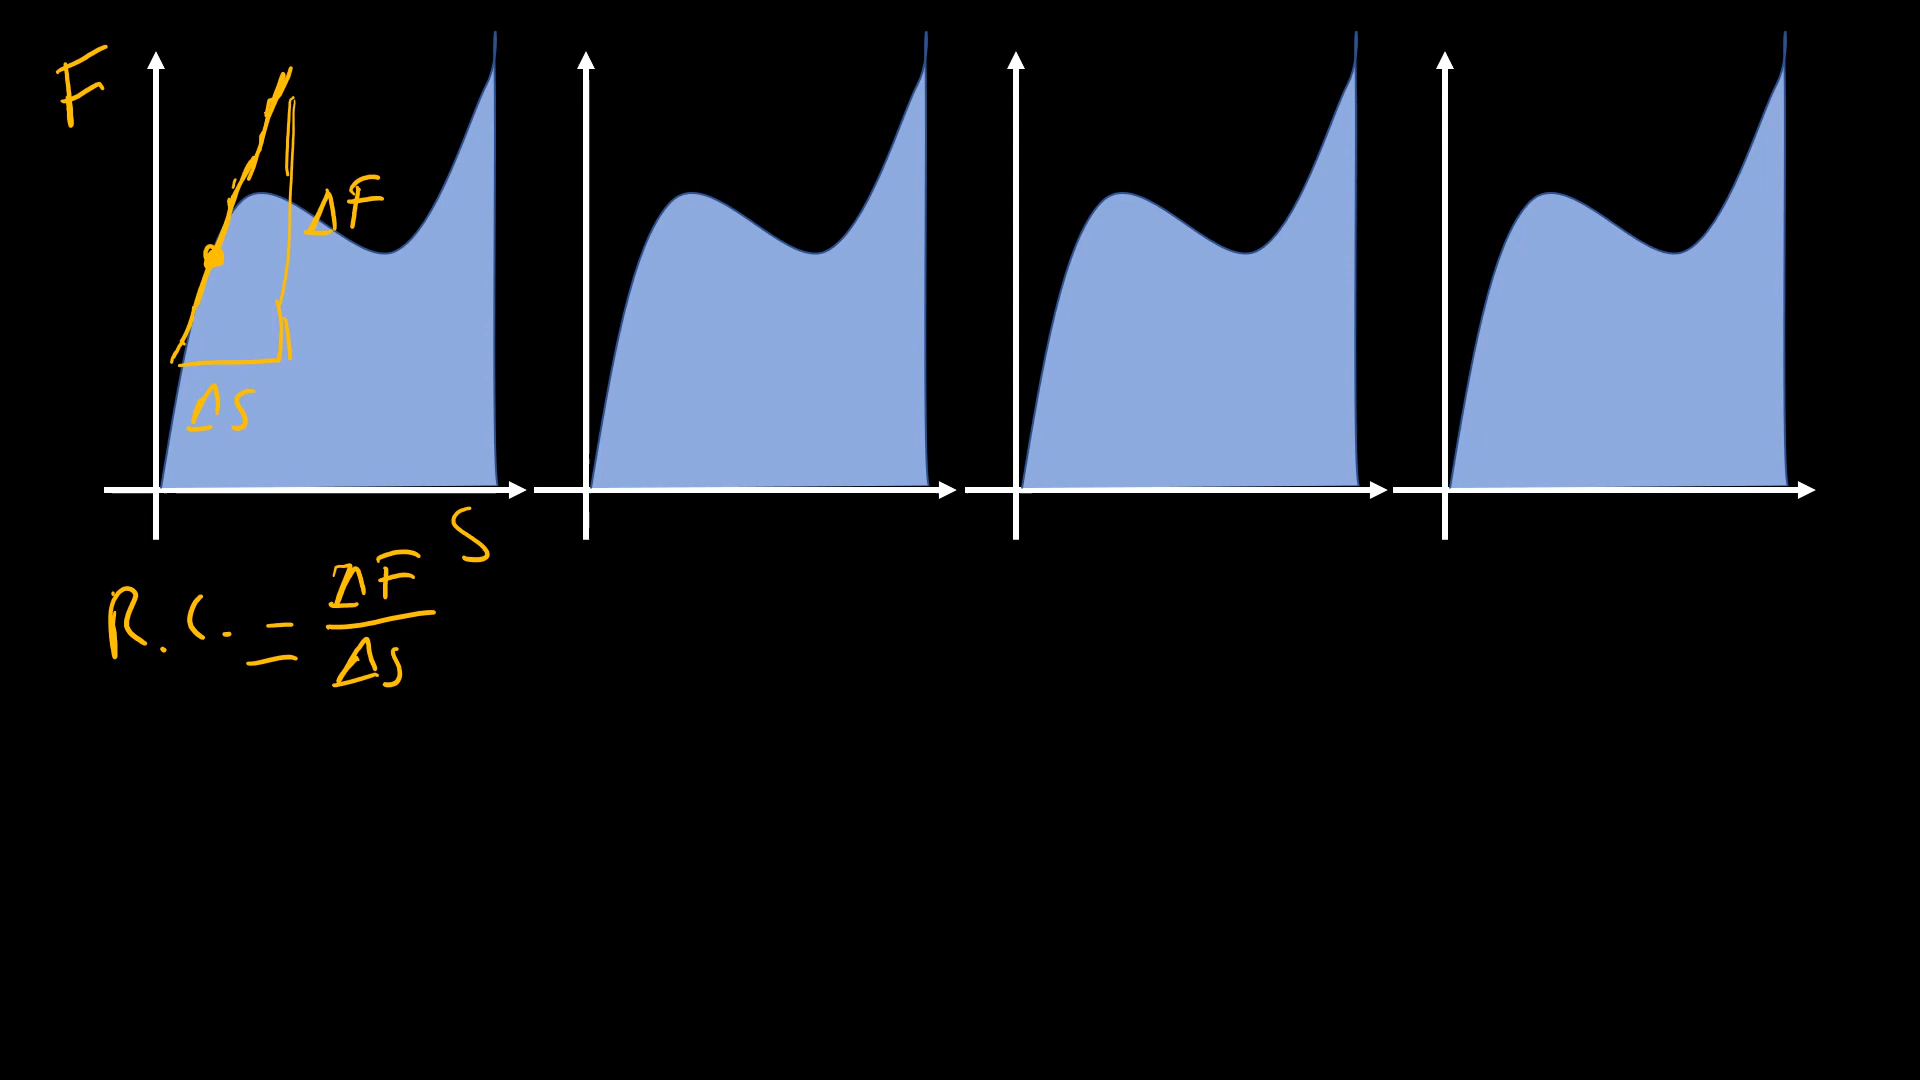 F
ΔF
ΔS
S
R.C. = ΔF / ΔS